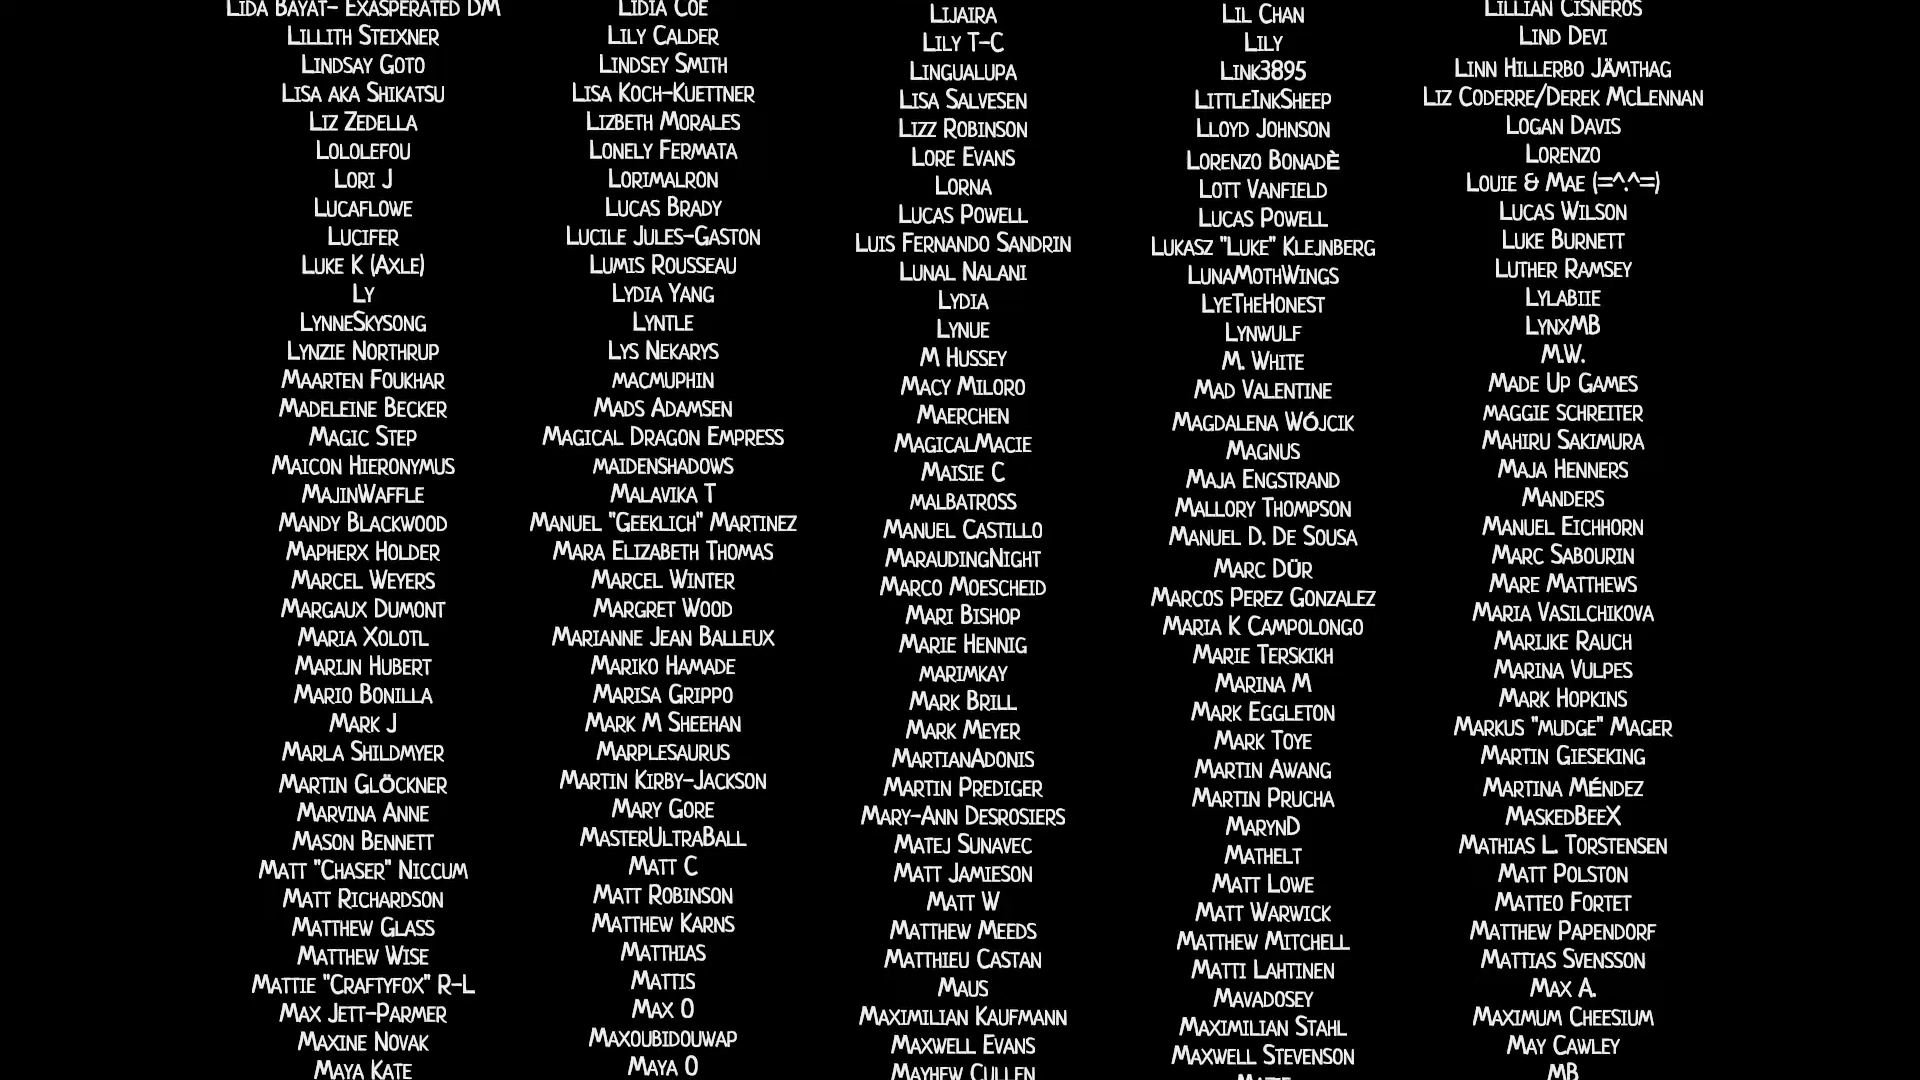 Lida Bayat- Exasperated DM
Lillith Steixner
Lindsay Goto
Lisa aka Shikatsu
Liz Zedella
Lololefou
Lori J
Lucaflowe
Lucifer
Luke K (Axle)
Ly
LynneSkysong
Lynzie Northrup
Maarten Foukhar
Madeleine Becker
Magic Step
Maicon Hieronymus
MajinWaffle
Mandy Blackwood
Mapherx Holder
Marcel Weyers
Margaux Dumont
Maria Xolotl
Marijn Hubert
Mario Bonilla
Mark J
Marla Shildmyer
Martin Glöckner
Marvina Anne
Mason Bennett
Matt "Chaser" Niccum
Matt Richardson
Matthew Glass
Matthew Wise
Mattie "Craftyfox" R-L
Max Jett-Parmer
Maxine Novak
Maya Kate
Lidia Coe
Lily Calder
Lindsey Smith
Lisa Koch-Kuettner
Lizbeth Morales
Lonely Fermata
Lorimalron
Lucas Brady
Lucile Jules-Gaston
Lumis Rousseau
Lydia Yang
Lyntle
Lys Nekarys
macmuphin
Mads Adamsen
Magical Dragon Empress
maidenshadows
Malavika T
Manuel "Geeklich" Martinez
Mara Elizabeth Thomas
Marcel Winter
Margret Wood
Marianne Jean Balleux
Mariko Hamade
Marisa Grippo
Mark M Sheehan
Marplesaurus
Martin Kirby-Jackson
Mary Gore
MasterUltraBall
Matt C
Matt Robinson
Matthew Karns
Matthias
Mattis
Max O
Maxoubidouwap
Maya O
Lijaira
Lily T-C
Lingualupa
Lisa Salvesen
Lizz Robinson
Lore Evans
Lorna
Lucas Powell
Luis Fernando Sandrin
Lunal Nalani
Lydia
Lynue
M Hussey
Macy Miloro
Maerchen
MagicalMacie
Maisie C
malbatross
Manuel Castillo
MaraudingNight
Marco Moescheid
Mari Bishop
Marie Hennig
marimkay
Mark Brill
Mark Meyer
MartianAdonis
Martin Prediger
Mary-Ann Desrosiers
Matej Sunavec
Matt Jamieson
Matt W
Matthew Meeds
Matthieu Castan
Maus
Maximilian Kaufmann
Maxwell Evans
Mayhew Cullen
Lil Chan
Lily
Link3895
LittleInkSheep
Lloyd Johnson
Lorenzo Bonadè
Lott Vanfield
Lucas Powell
Lukasz "Luke" Klejnberg
LunaMothWings
LyeTheHonest
Lynwulf
M. White
Mad Valentine
Magdalena Wójcik
Magnus
Maja Engstrand
Mallory Thompson
Manuel D. De Sousa
Marc Dür
Marcos Perez Gonzalez
Maria K Campolongo
Marie Terskikh
Marina M
Mark Eggleton
Mark Toye
Martin Awang
Martin Prucha
MarynD
Mathelt
Matt Lowe
Matt Warwick
Matthew Mitchell
Matti Lahtinen
Mavadosey
Maximilian Stahl
Maxwell Stevenson
Lillian Cisneros
Lind Devi
Linn Hillerbo Jämthag
Liz Coderre/Derek McLennan
Logan Davis
Lorenzo
Louie & Mae (=^.^=)
Lucas Wilson
Luke Burnett
Luther Ramsey
Lylabiie
LynxMB
M.W.
Made Up Games
maggie schreiter
Mahiru Sakimura
Maja Henners
Manders
Manuel Eichhorn
Marc Sabourin
Mare Matthews
Maria Vasilchikova
Marijke Rauch
Marina Vulpes
Mark Hopkins
Markus "mudge" Mager
Martin Gieseking
Martina Méndez
MaskedBeeX
Mathias L. Torstensen
Matt Polston
Matteo Fortet
Matthew Papendorf
Mattias Svensson
Max A.
Maximum Cheesium
May Cawley
MB